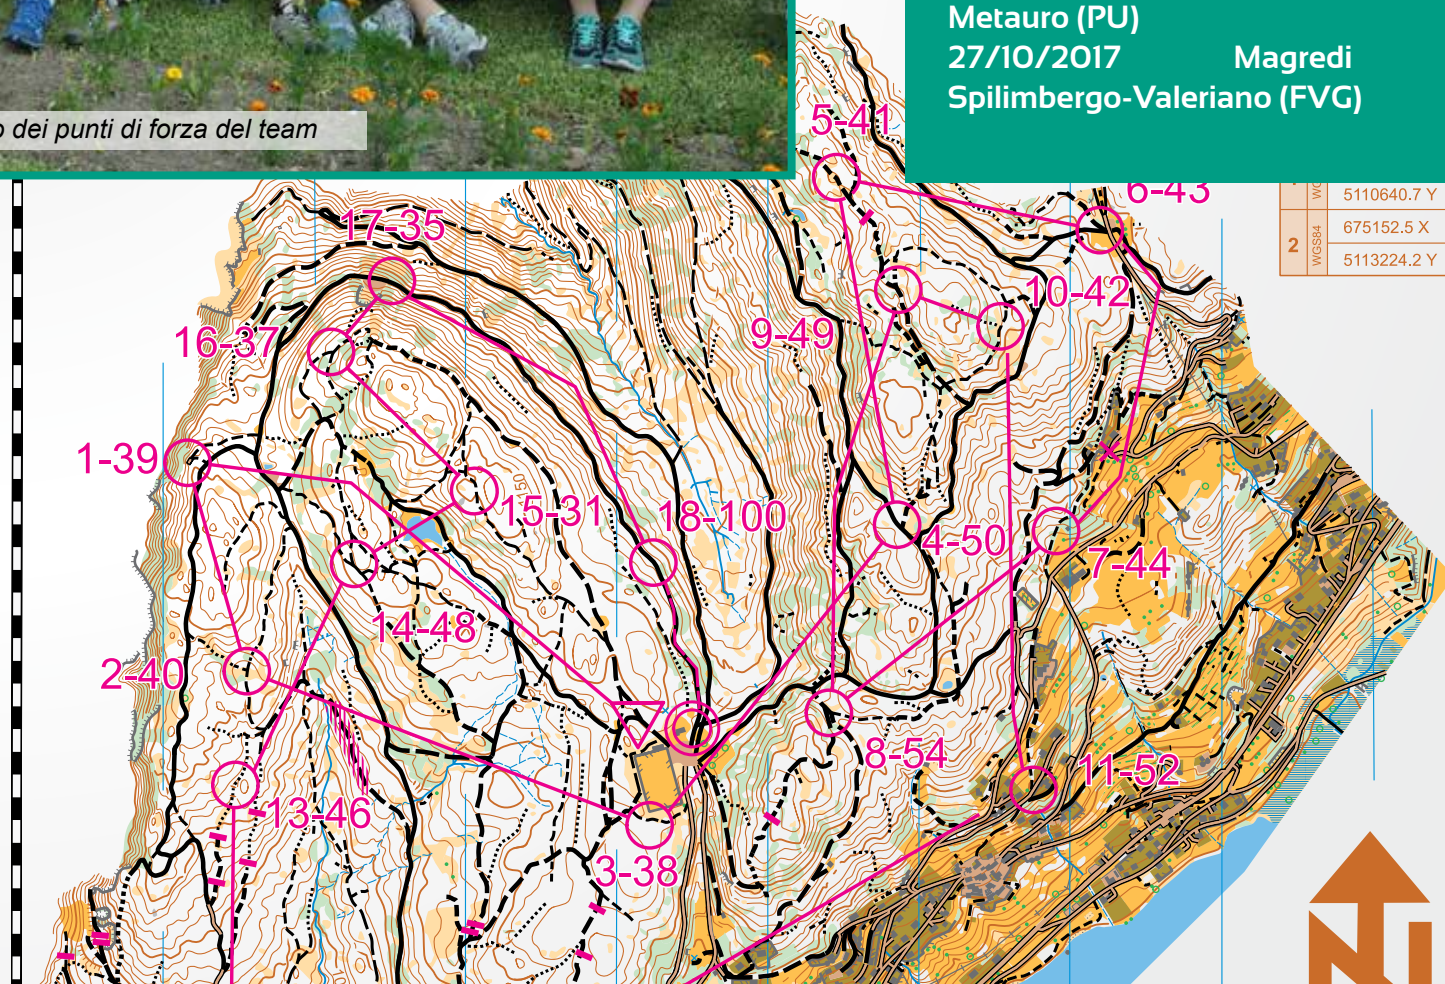 Metauro (PU)
27/10/2017 Magredi
Spilimbergo-Valeriano (FVG)
o dei punti di forza del team
5-41
6-43
5110640.7 Y
2 WGS84 675152.5 X
5113224.2 Y
17-35
10-42
16-37
9-49
1-39
15-31
18-100
4-50
7-44
14-48
2-40
8-54
11-52
13-46
3-38
N